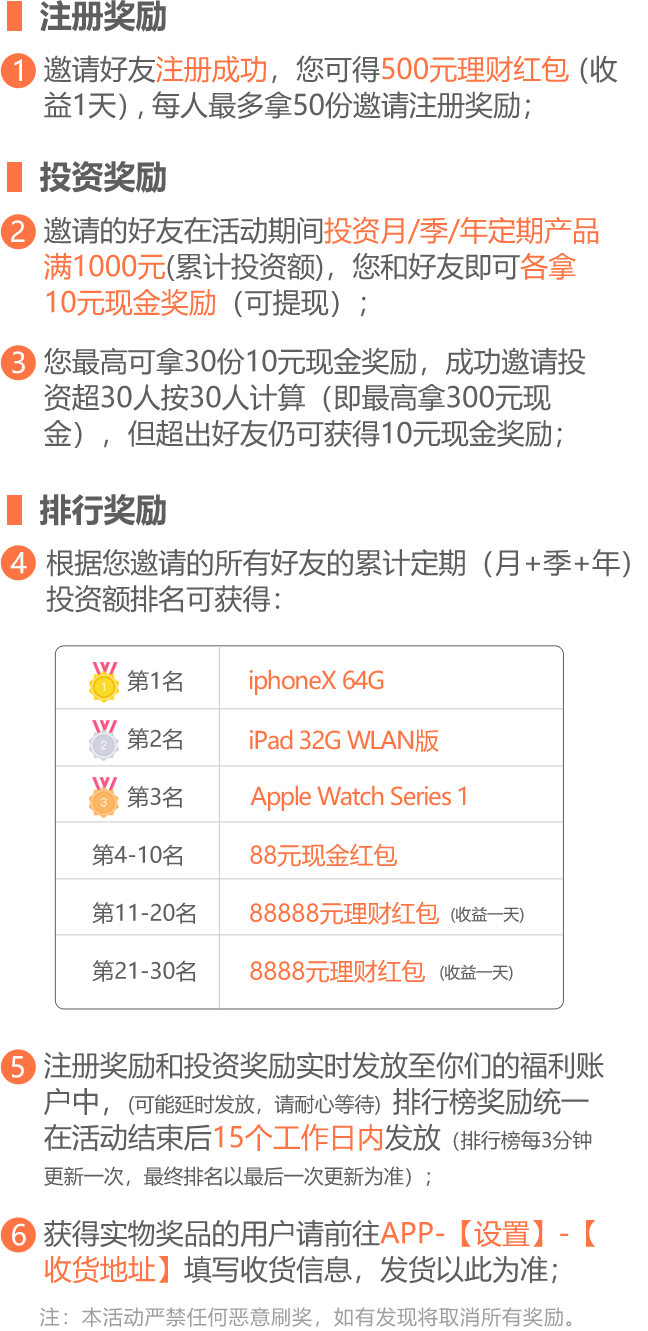 注册奖励
1 邀请好友注册成功，您可得500元理财红包（收
益1天），每人最多拿50份邀请注册奖励；
投资奖励
2 邀请的好友在活动期间投资月/季/年定期产品
满1000元(累计投资额)，您和好友即可各拿
10元现金奖励（可提现）；
3 您最高可拿30份10元现金奖励，成功邀请投
资超30人按30人计算（即最高拿300元现
金），但超出好友仍可获得10元现金奖励；
排行奖励
4 根据您邀请的所有好友的累计定期（月+季+年）
投资额排名可获得：
1 第1名 iphoneX 64G
2 第2名 iPad 32G WLAN版
3 第3名 Apple Watch Series 1
第4-10名 88元现金红包
第11-20名 88888元理财红包 (收益一天)
第21-30名 8888元理财红包 (收益一天)
5 注册奖励和投资奖励实时发放至你们的福利账
户中，(可能延时发放，请耐心等待) 排行榜奖励统一
在活动结束后15个工作日内发放（排行榜每3分钟
更新一次，最终排名以最后一次更新为准）；
6 获得实物奖品的用户请前往APP-【设置】-【
收货地址】填写收货信息，发货以此为准；
注：本活动严禁任何恶意刷奖，如有发现将取消所有奖励。